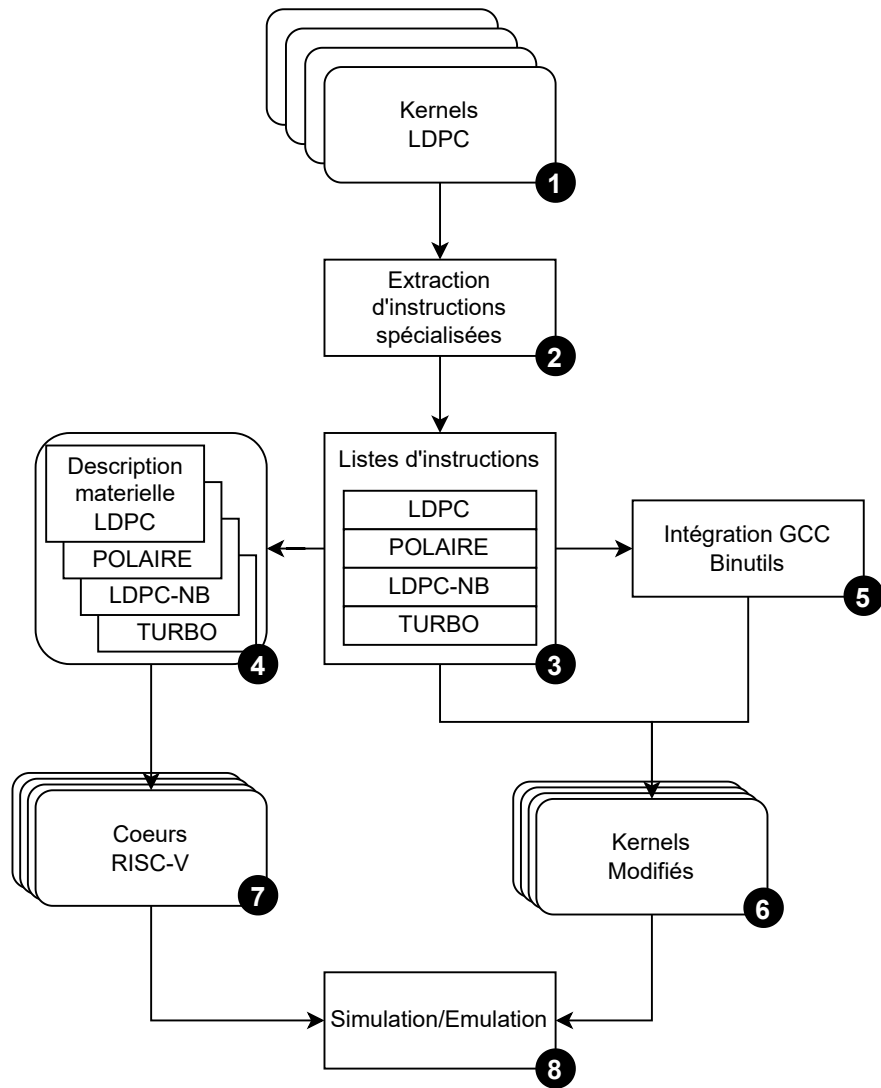 Kernels
LDPC
1
Extraction
d'instructions
spécialisées
2
Listes d'instructions
LDPC
POLAIRE
LDPC-NB
TURBO
3
Description
materielle
LDPC
POLAIRE
LDPC-NB
TURBO
4
Intégration GCC
Binutils
5
Coeurs
RISC-V
7
Kernels
Modifiés
6
Simulation/Emulation
8